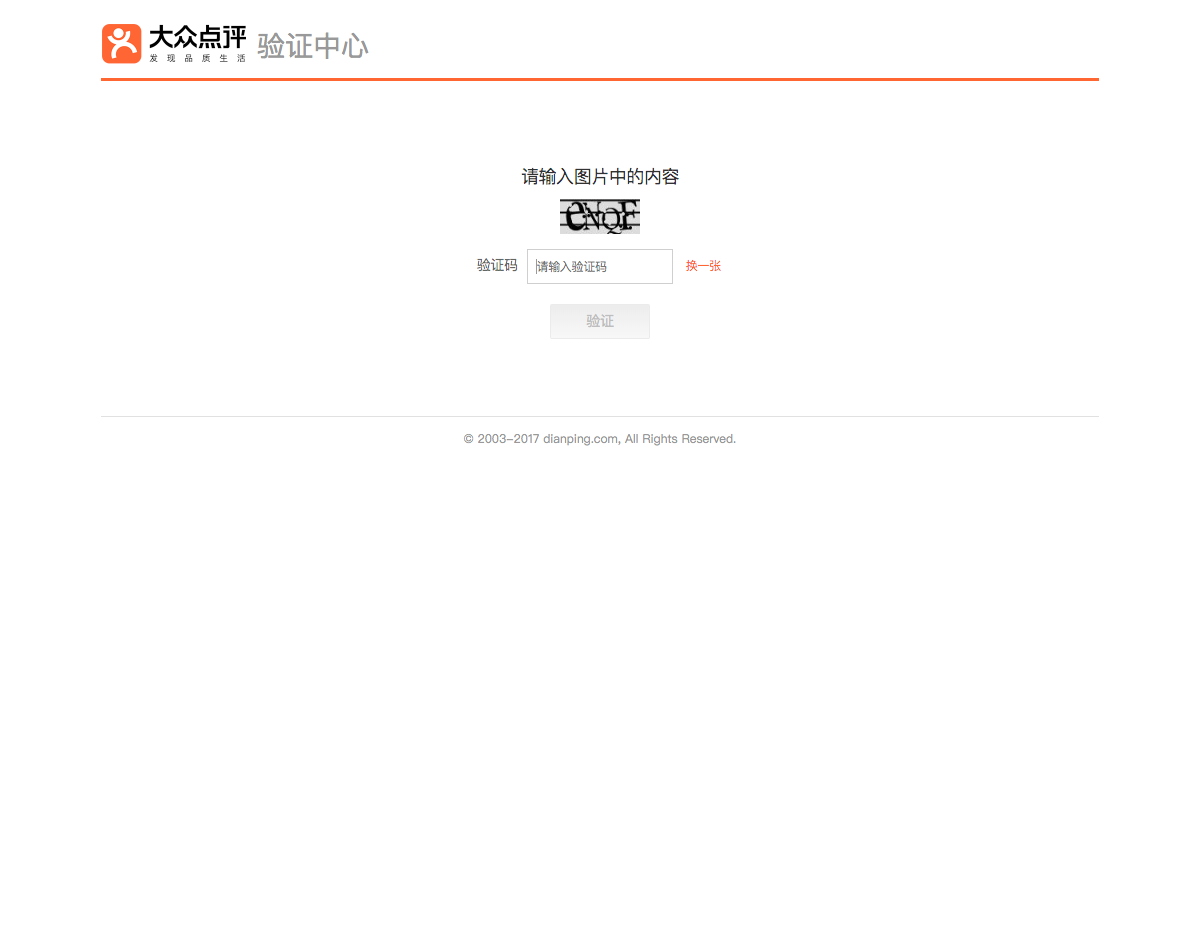 大众点评
发现品质生活
验证中心
请输入图片中的内容
验证码 请输入验证码 换一张
验证
© 2003-2017 dianping.com, All Rights Reserved.